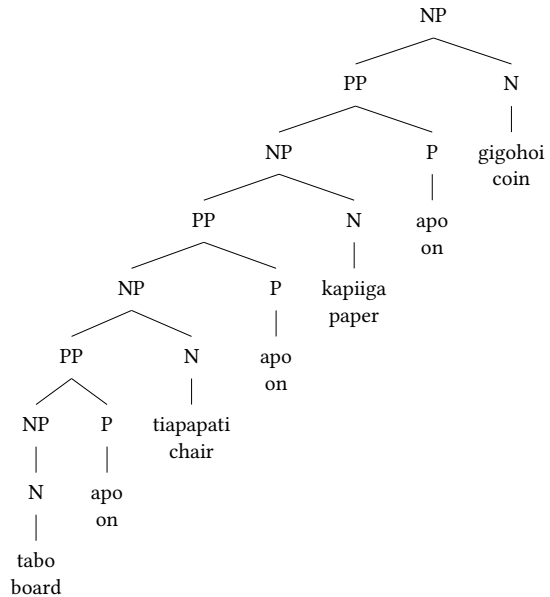 NP
PP N
NP P gigohoi
coin
PP N apo
on
NP P kapiiga
paper
PP N apo
on
NP P tiapapati
chair
N apo
on
tabo
board